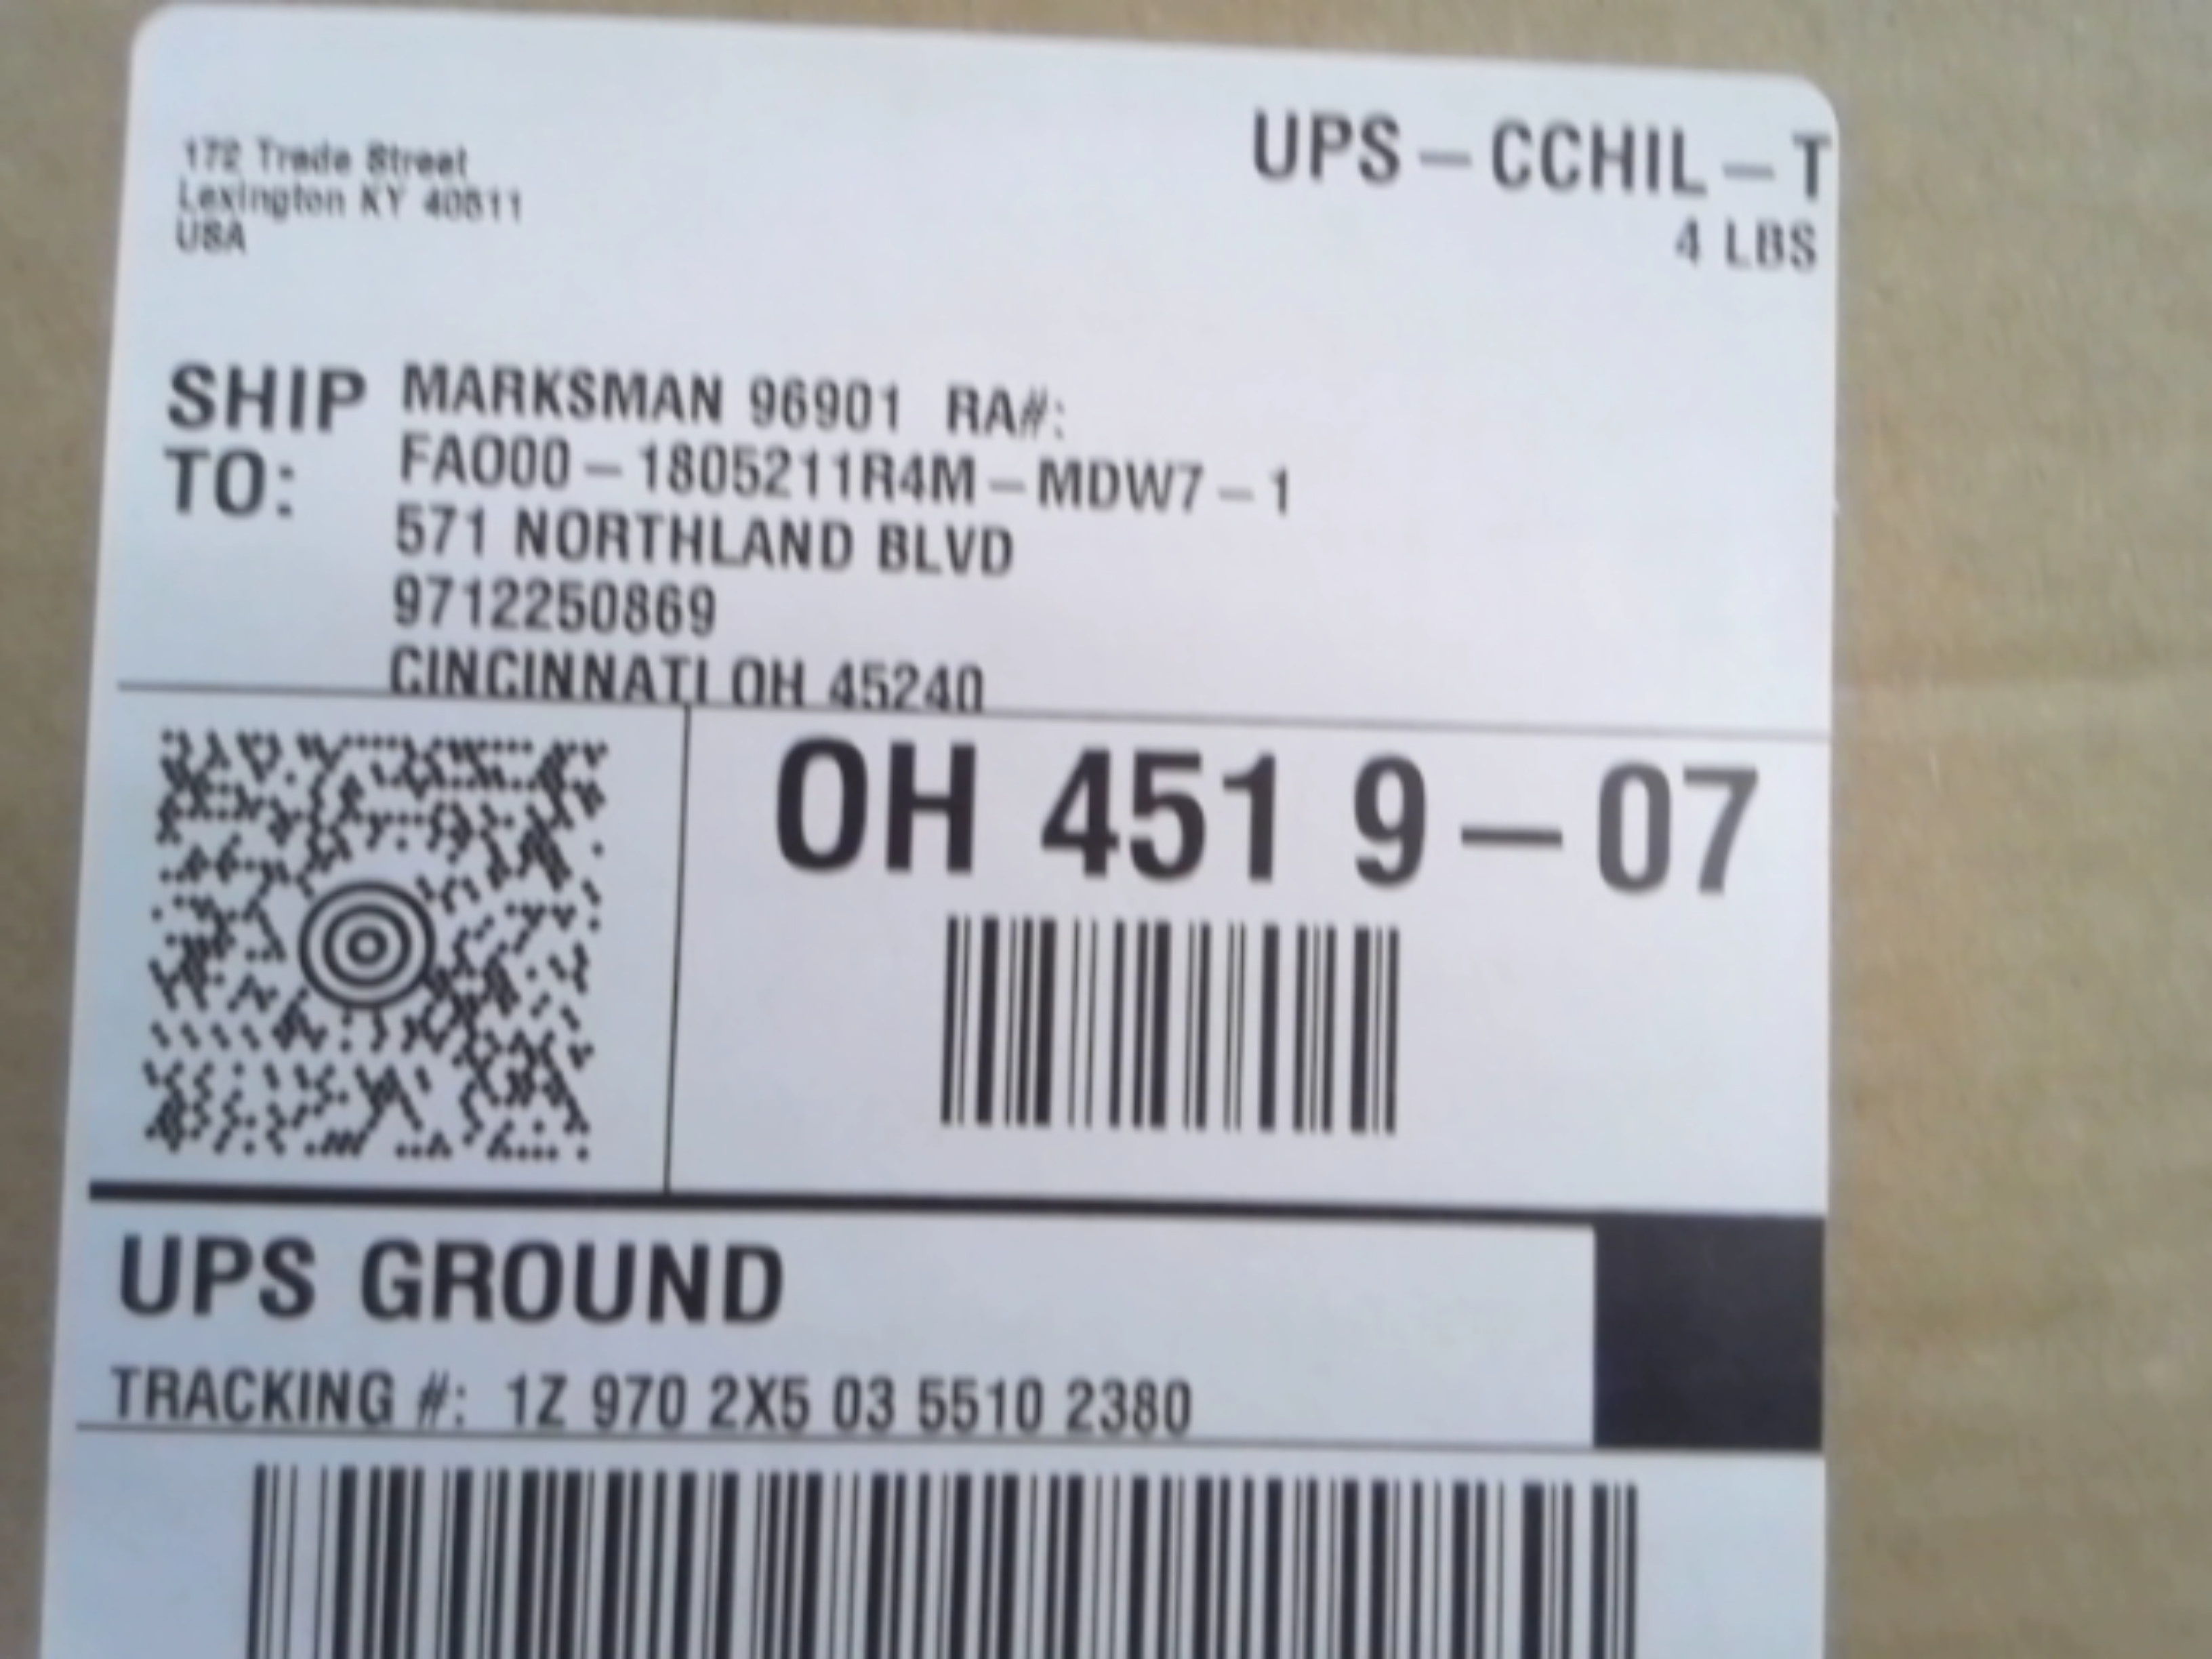 172 Trade Street
Lexington KY 40511
USA
UPS-CCHIL-T
4 LBS
SHIP TO:
MARKSMAN 96901 RA#:
FAO00-1805211R4M-MDW7-1
571 NORTHLAND BLVD
9712250869
CINCINNATI OH 45240
OH 451 9-07
UPS GROUND
TRACKING #: 1Z 970 2X5 03 5510 2380